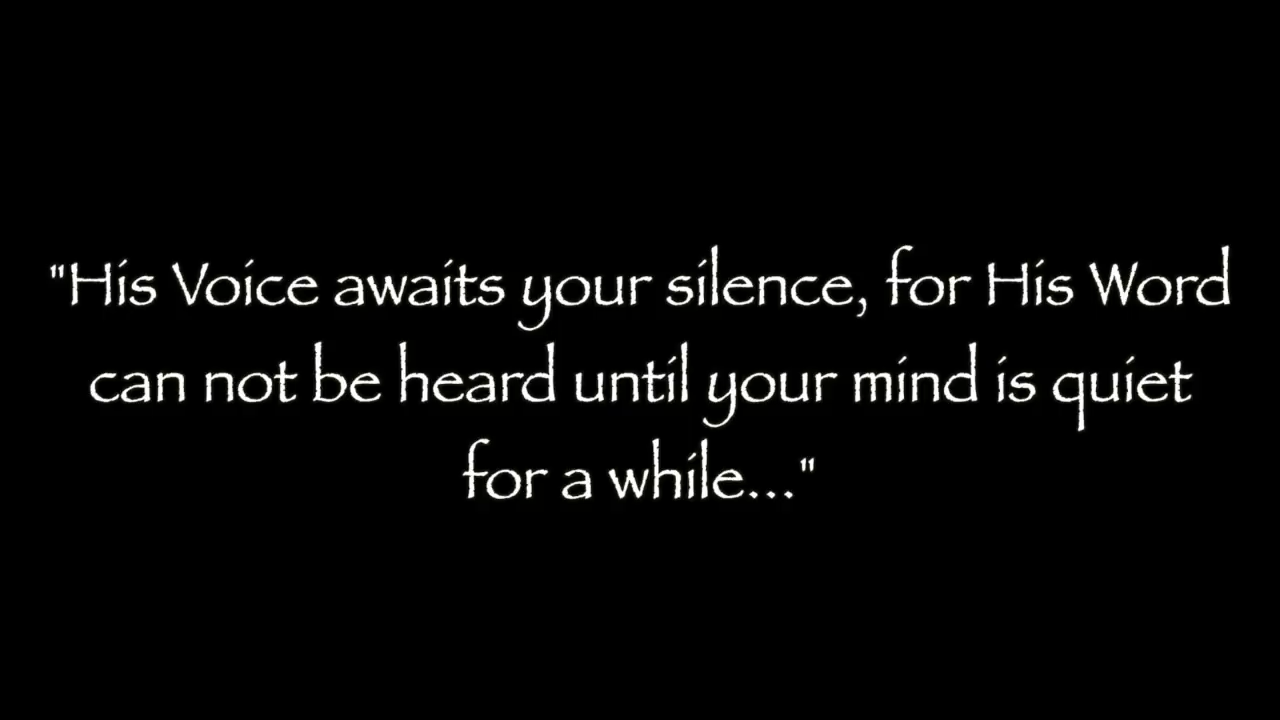 "His Voice awaits your silence, for His Word
can not be heard until your mind is quiet
for a while..."